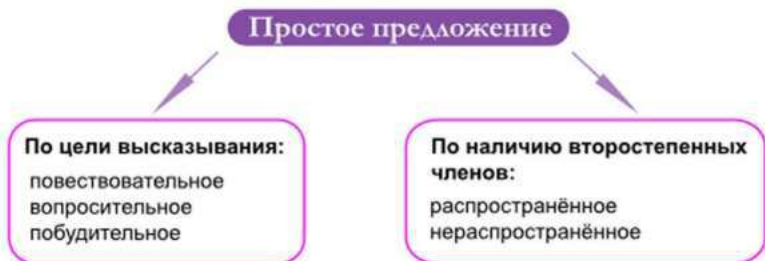 Простое предложение
По цели высказывания:
повествовательное
вопросительное
побудительное
По наличию второстепенных
членов:
распространённое
нераспространённое